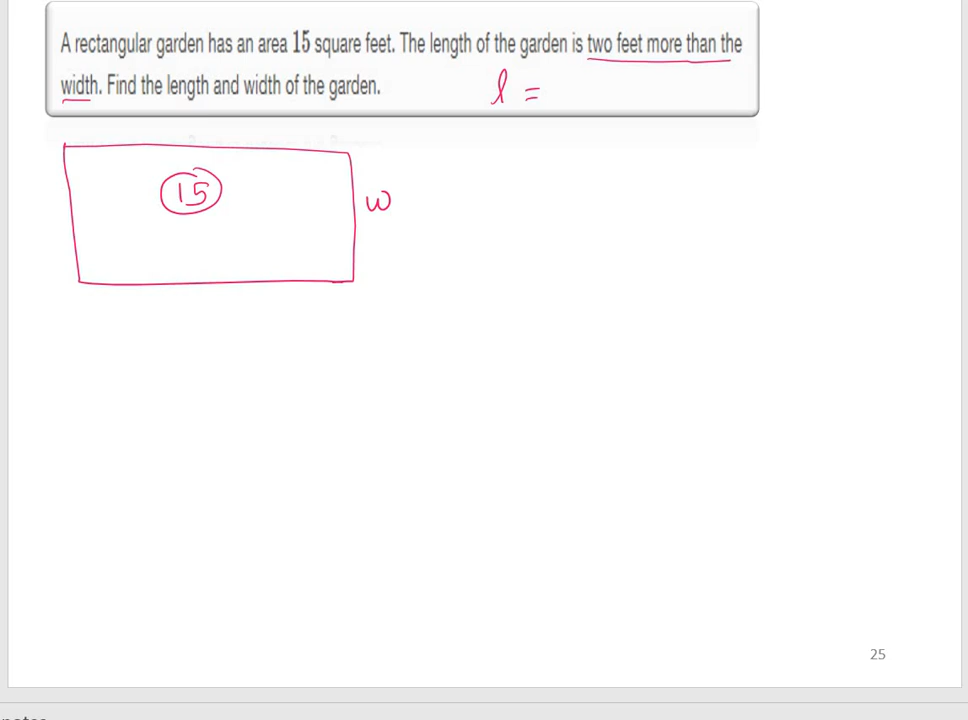 A rectangular garden has an area 15 square feet. The length of the garden is two feet more than the
width. Find the length and width of the garden.
l =
15
w
25